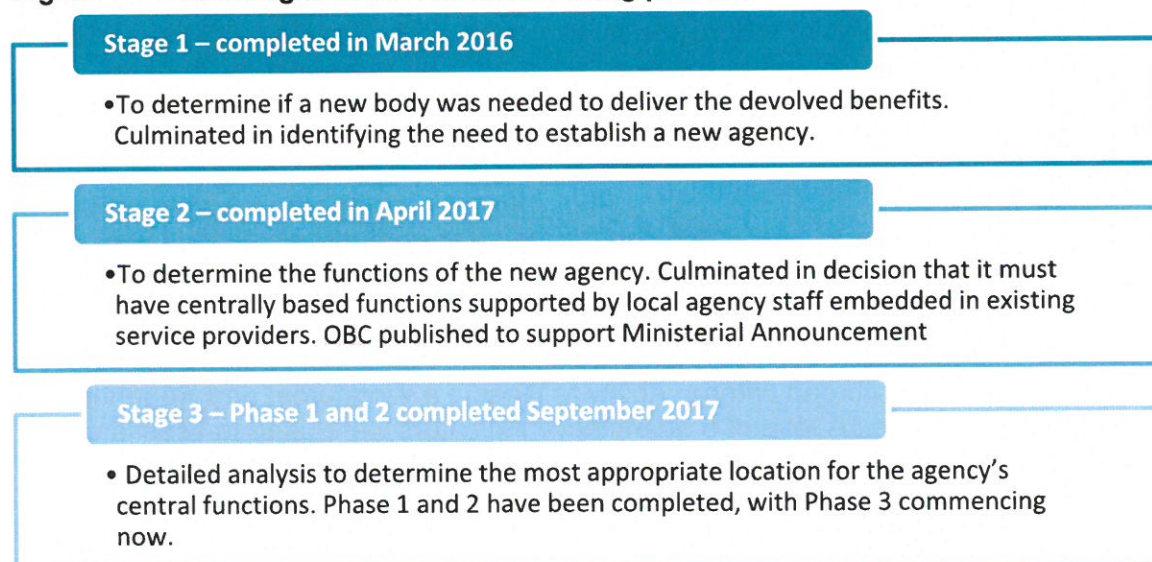 Stage 1 – completed in March 2016
•To determine if a new body was needed to deliver the devolved benefits.
Culminated in identifying the need to establish a new agency.
Stage 2 – completed in April 2017
•To determine the functions of the new agency. Culminated in decision that it must
have centrally based functions supported by local agency staff embedded in existing
service providers. OBC published to support Ministerial Announcement
Stage 3 – Phase 1 and 2 completed September 2017
• Detailed analysis to determine the most appropriate location for the agency's
central functions. Phase 1 and 2 have been completed, with Phase 3 commencing
now.